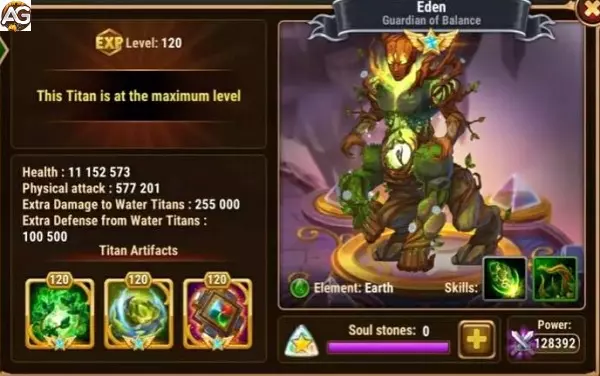 AG
Eden
Guardian of Balance
EXP Level: 120
This Titan is at the maximum level
Health : 11 152 573
Physical attack : 577 201
Extra Damage to Water Titans : 255 000
Extra Defense from Water Titans :
100 500
Titan Artifacts
120 120 120
Element: Earth Skills:
Soul stones: 0
Power:
128392